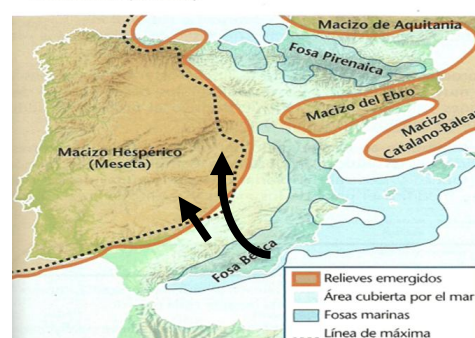 Macizo de Aquitania
Fosa Pirenaica
Macizo del Ebro
Macizo
Catalano-Balea
Macizo Hespérico
(Meseta)
Fosa Bética
Relieves emergidos
Área cubierta por el mar
Fosas marinas
Línea de máxima